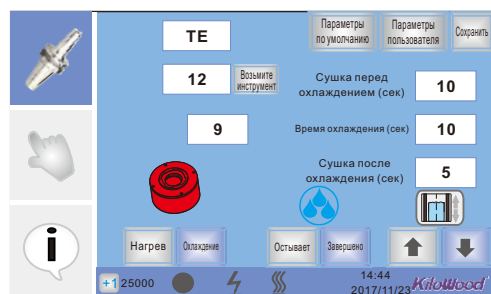 TE
Параметры
по умолчанию
Параметры
пользователя
Сохранить
12
Возьмите
инструмент
Сушка перед
охлаждением (сек)
10
9
Время охлаждения (сек)
10
Сушка после
охлаждения (сек)
5
i
Нагрев
Охлаждение
Остывает
Завершено
+1 25000
14:44
2017/11/23
KiloWood